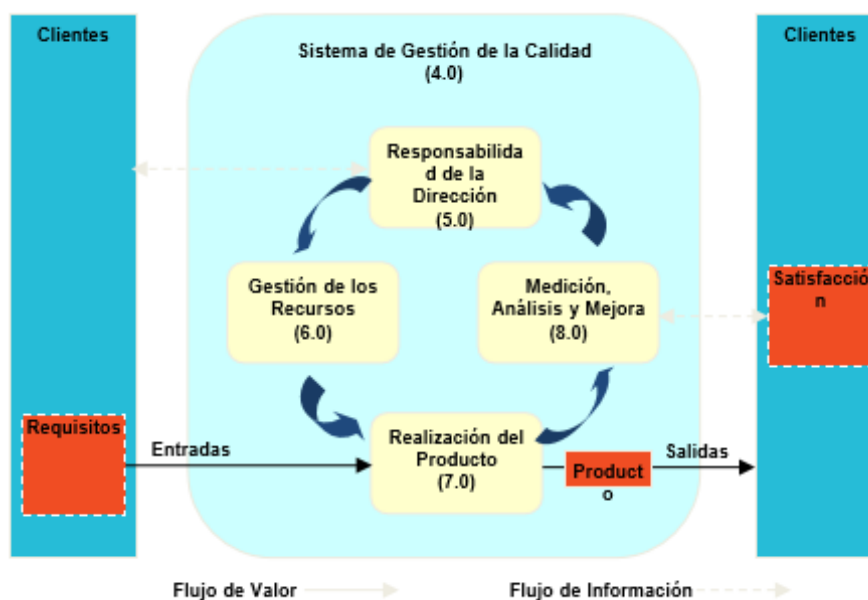 Clientes
Sistema de Gestión de la Calidad
(4.0)
Clientes
Responsabilida
d de la
Dirección
(5.0)
Gestión de los
Recursos
(6.0)
Medición,
Análisis y Mejora
(8.0)
Satisfacció
n
Requisitos
Entradas
Realización del
Producto
(7.0)
Product
o
Salidas
Flujo de Valor
Flujo de Información